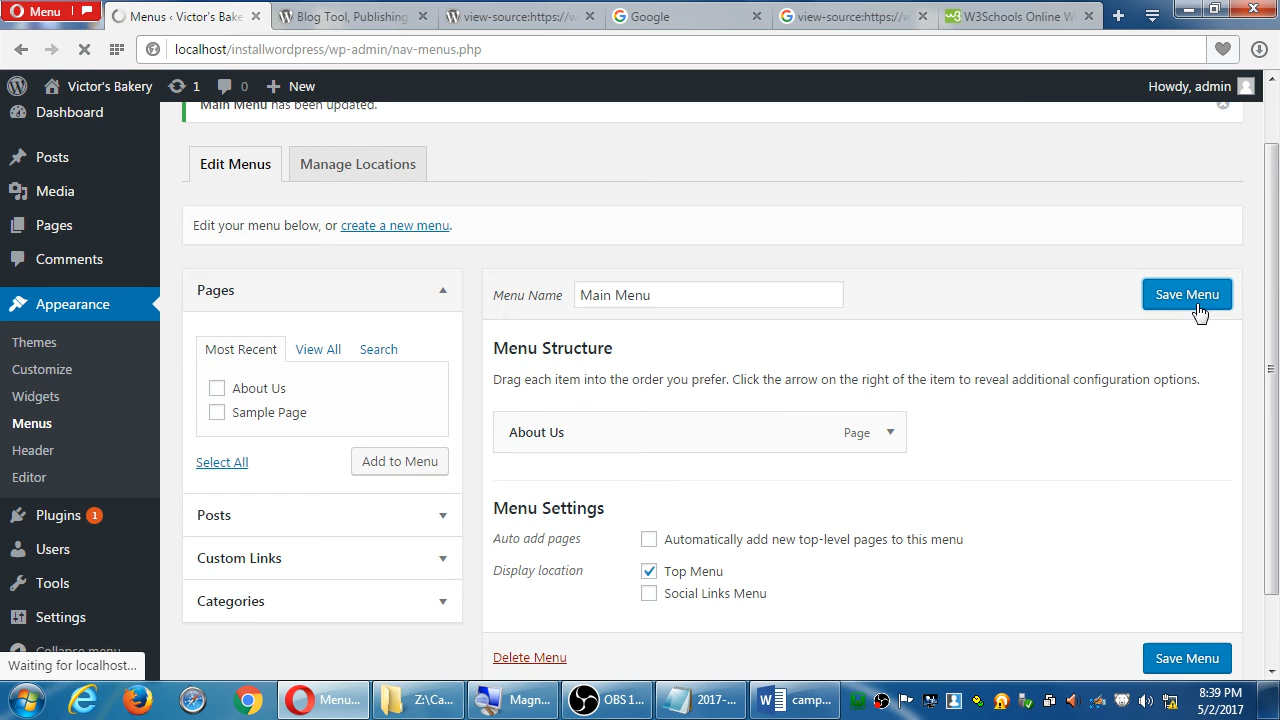 Menu
Menus ‹ Victor's Bake
Blog Tool, Publishing
view-source:https://w
Google
view-source:https://w
W3Schools Online W
localhost/installwordpress/wp-admin/nav-menus.php
Victor's Bakery
1
0
New
Howdy, admin
Main Menu has been updated.
Dashboard
Posts
Media
Pages
Comments
Appearance
Themes
Customize
Widgets
Menus
Header
Editor
Plugins 1
Users
Tools
Settings
Collapse menu
Edit Menus
Manage Locations
Edit your menu below, or create a new menu.
Pages
Most Recent
View All
Search
About Us
Sample Page
Select All
Add to Menu
Posts
Custom Links
Categories
Menu Name
Main Menu
Save Menu
Menu Structure
Drag each item into the order you prefer. Click the arrow on the right of the item to reveal additional configuration options.
About Us
Page
Menu Settings
Auto add pages
Automatically add new top-level pages to this menu
Display location
Top Menu
Social Links Menu
Delete Menu
Save Menu
Waiting for localhost...
Menu...
Z:\Ca...
Magn...
OBS 1...
2017-...
camp...
8:39 PM
5/2/2017